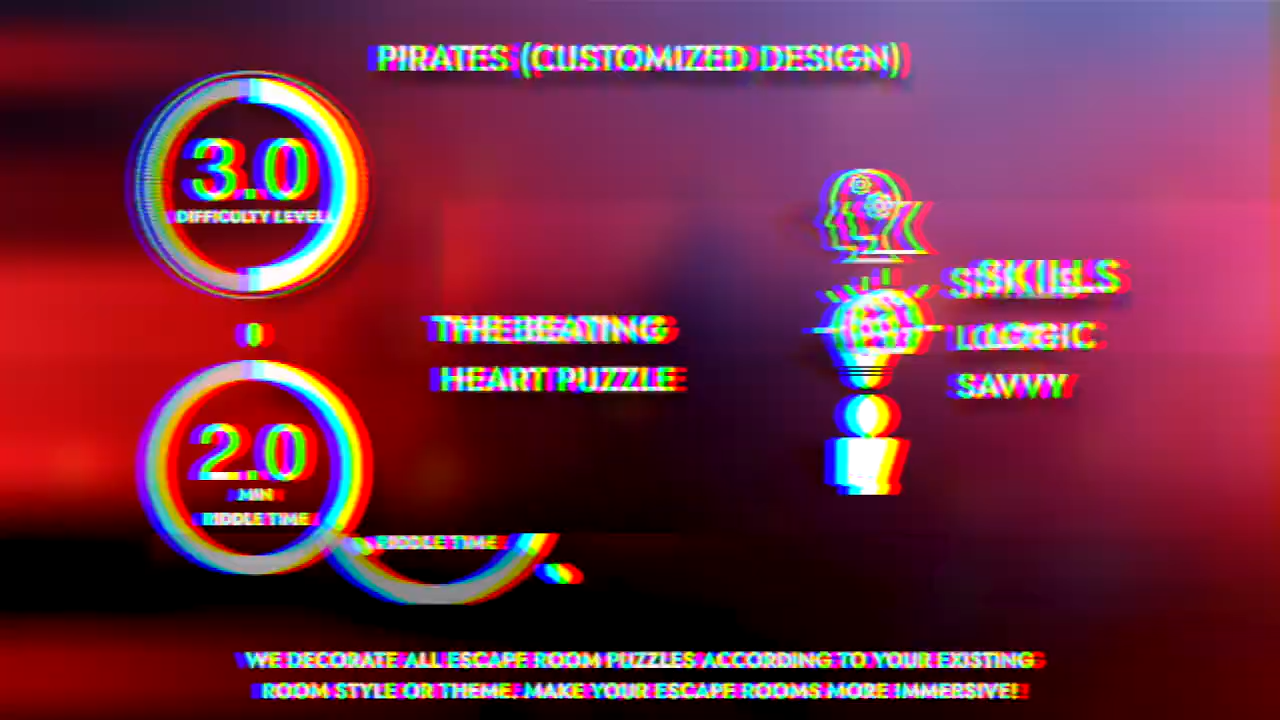 PIRATES (CUSTOMIZED DESIGN)
3.0
DIFFICULTY LEVEL
0
THE BEATING
HEART PUZZLE
SKILLS
LOGIC
SAVVY
2.0
MIN
RIDDLE TIME
RIDDLE TIME
WE DECORATE ALL ESCAPE ROOM PUZZLES ACCORDING TO YOUR EXISTING
ROOM STYLE OR THEME. MAKE YOUR ESCAPE ROOMS MORE IMMERSIVE!